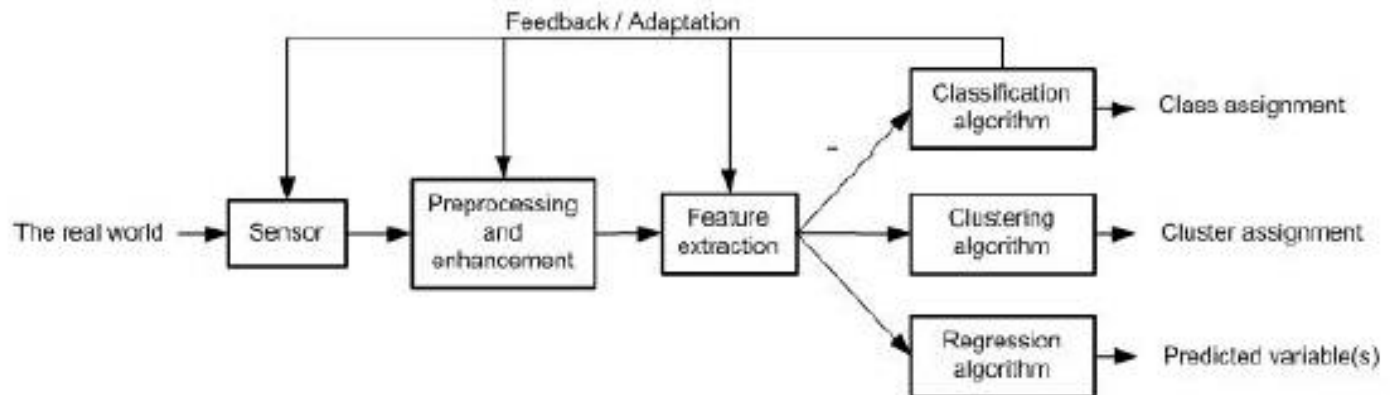 Feedback / Adaptation
Classification
algorithm
Class assignment
The real world
Sensor
Preprocessing
and
enhancement
Feature
extraction
Clustering
algorithm
Cluster assignment
Regression
algorithm
Predicted variable(s)